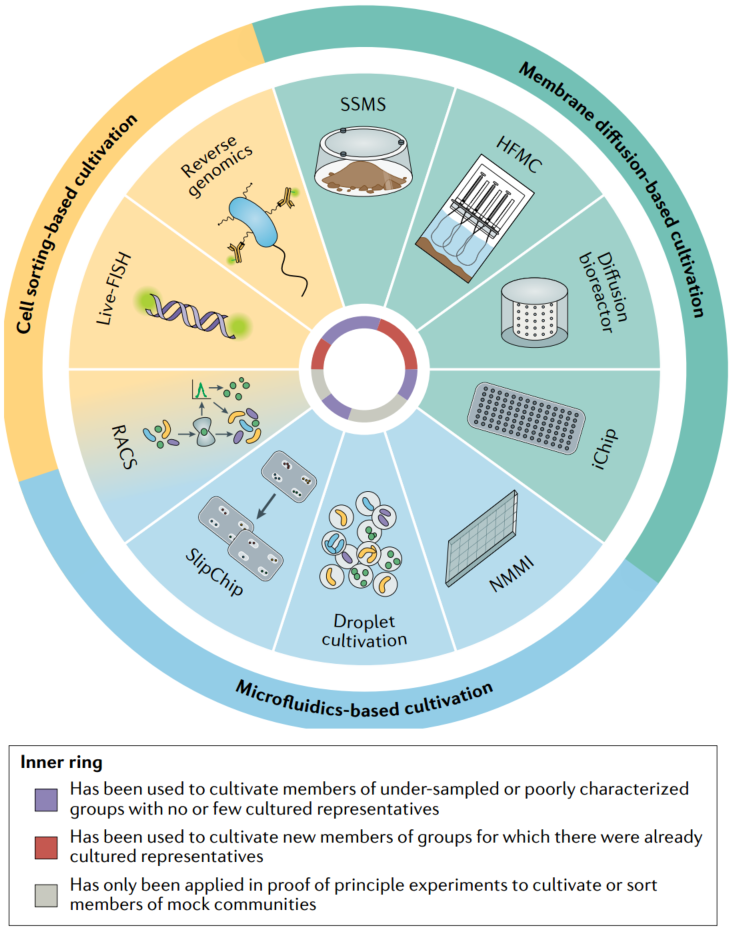 Cell sorting-based cultivation
Membrane diffusion-based cultivation
Microfluidics-based cultivation
SSMS
HFMC
Diffusion
bioreactor
iChip
NMMI
Droplet
cultivation
SlipChip
RACS
Live-FISH
Reverse
genomics
Inner ring
Has been used to cultivate members of under-sampled or poorly characterized
groups with no or few cultured representatives
Has been used to cultivate new members of groups for which there were already
cultured representatives
Has only been applied in proof of principle experiments to cultivate or sort
members of mock communities